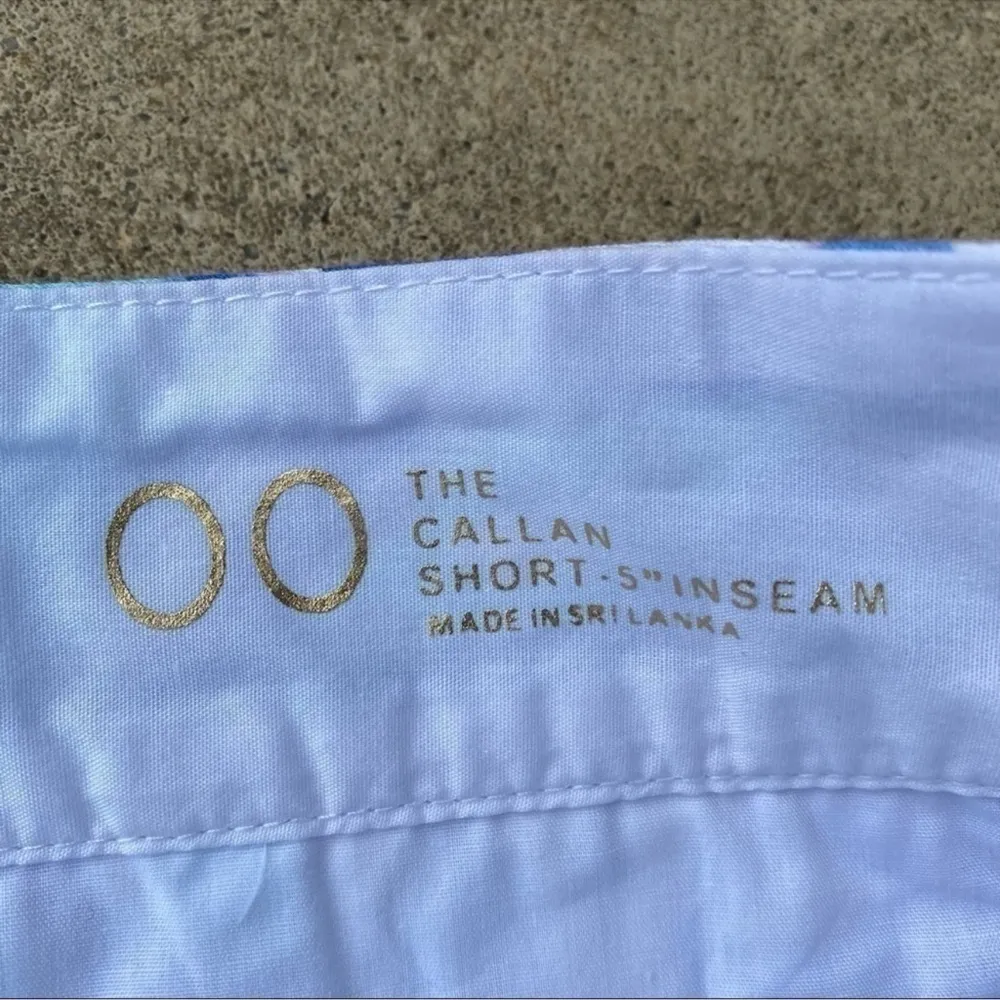 00
THE
CALLAN
SHORT-5" INSEAM
MADE IN SRI LANKA